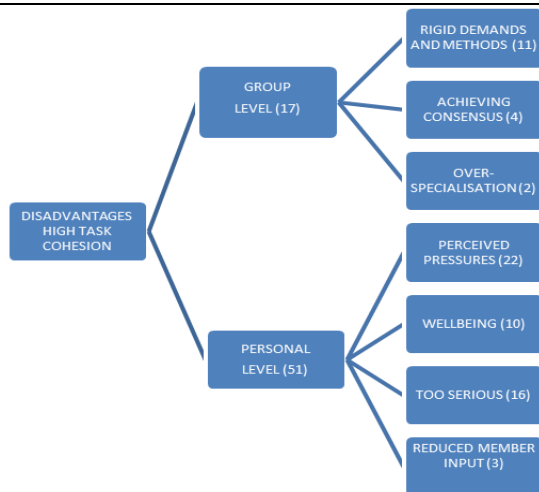 DISADVANTAGES
HIGH TASK
COHESION
GROUP
LEVEL (17)
RIGID DEMANDS
AND METHODS (11)
ACHIEVING
CONSENSUS (4)
OVER-
SPECIALISATION (2)
PERSONAL
LEVEL (51)
PERCEIVED
PRESSURES (22)
WELLBEING (10)
TOO SERIOUS (16)
REDUCED MEMBER
INPUT (3)